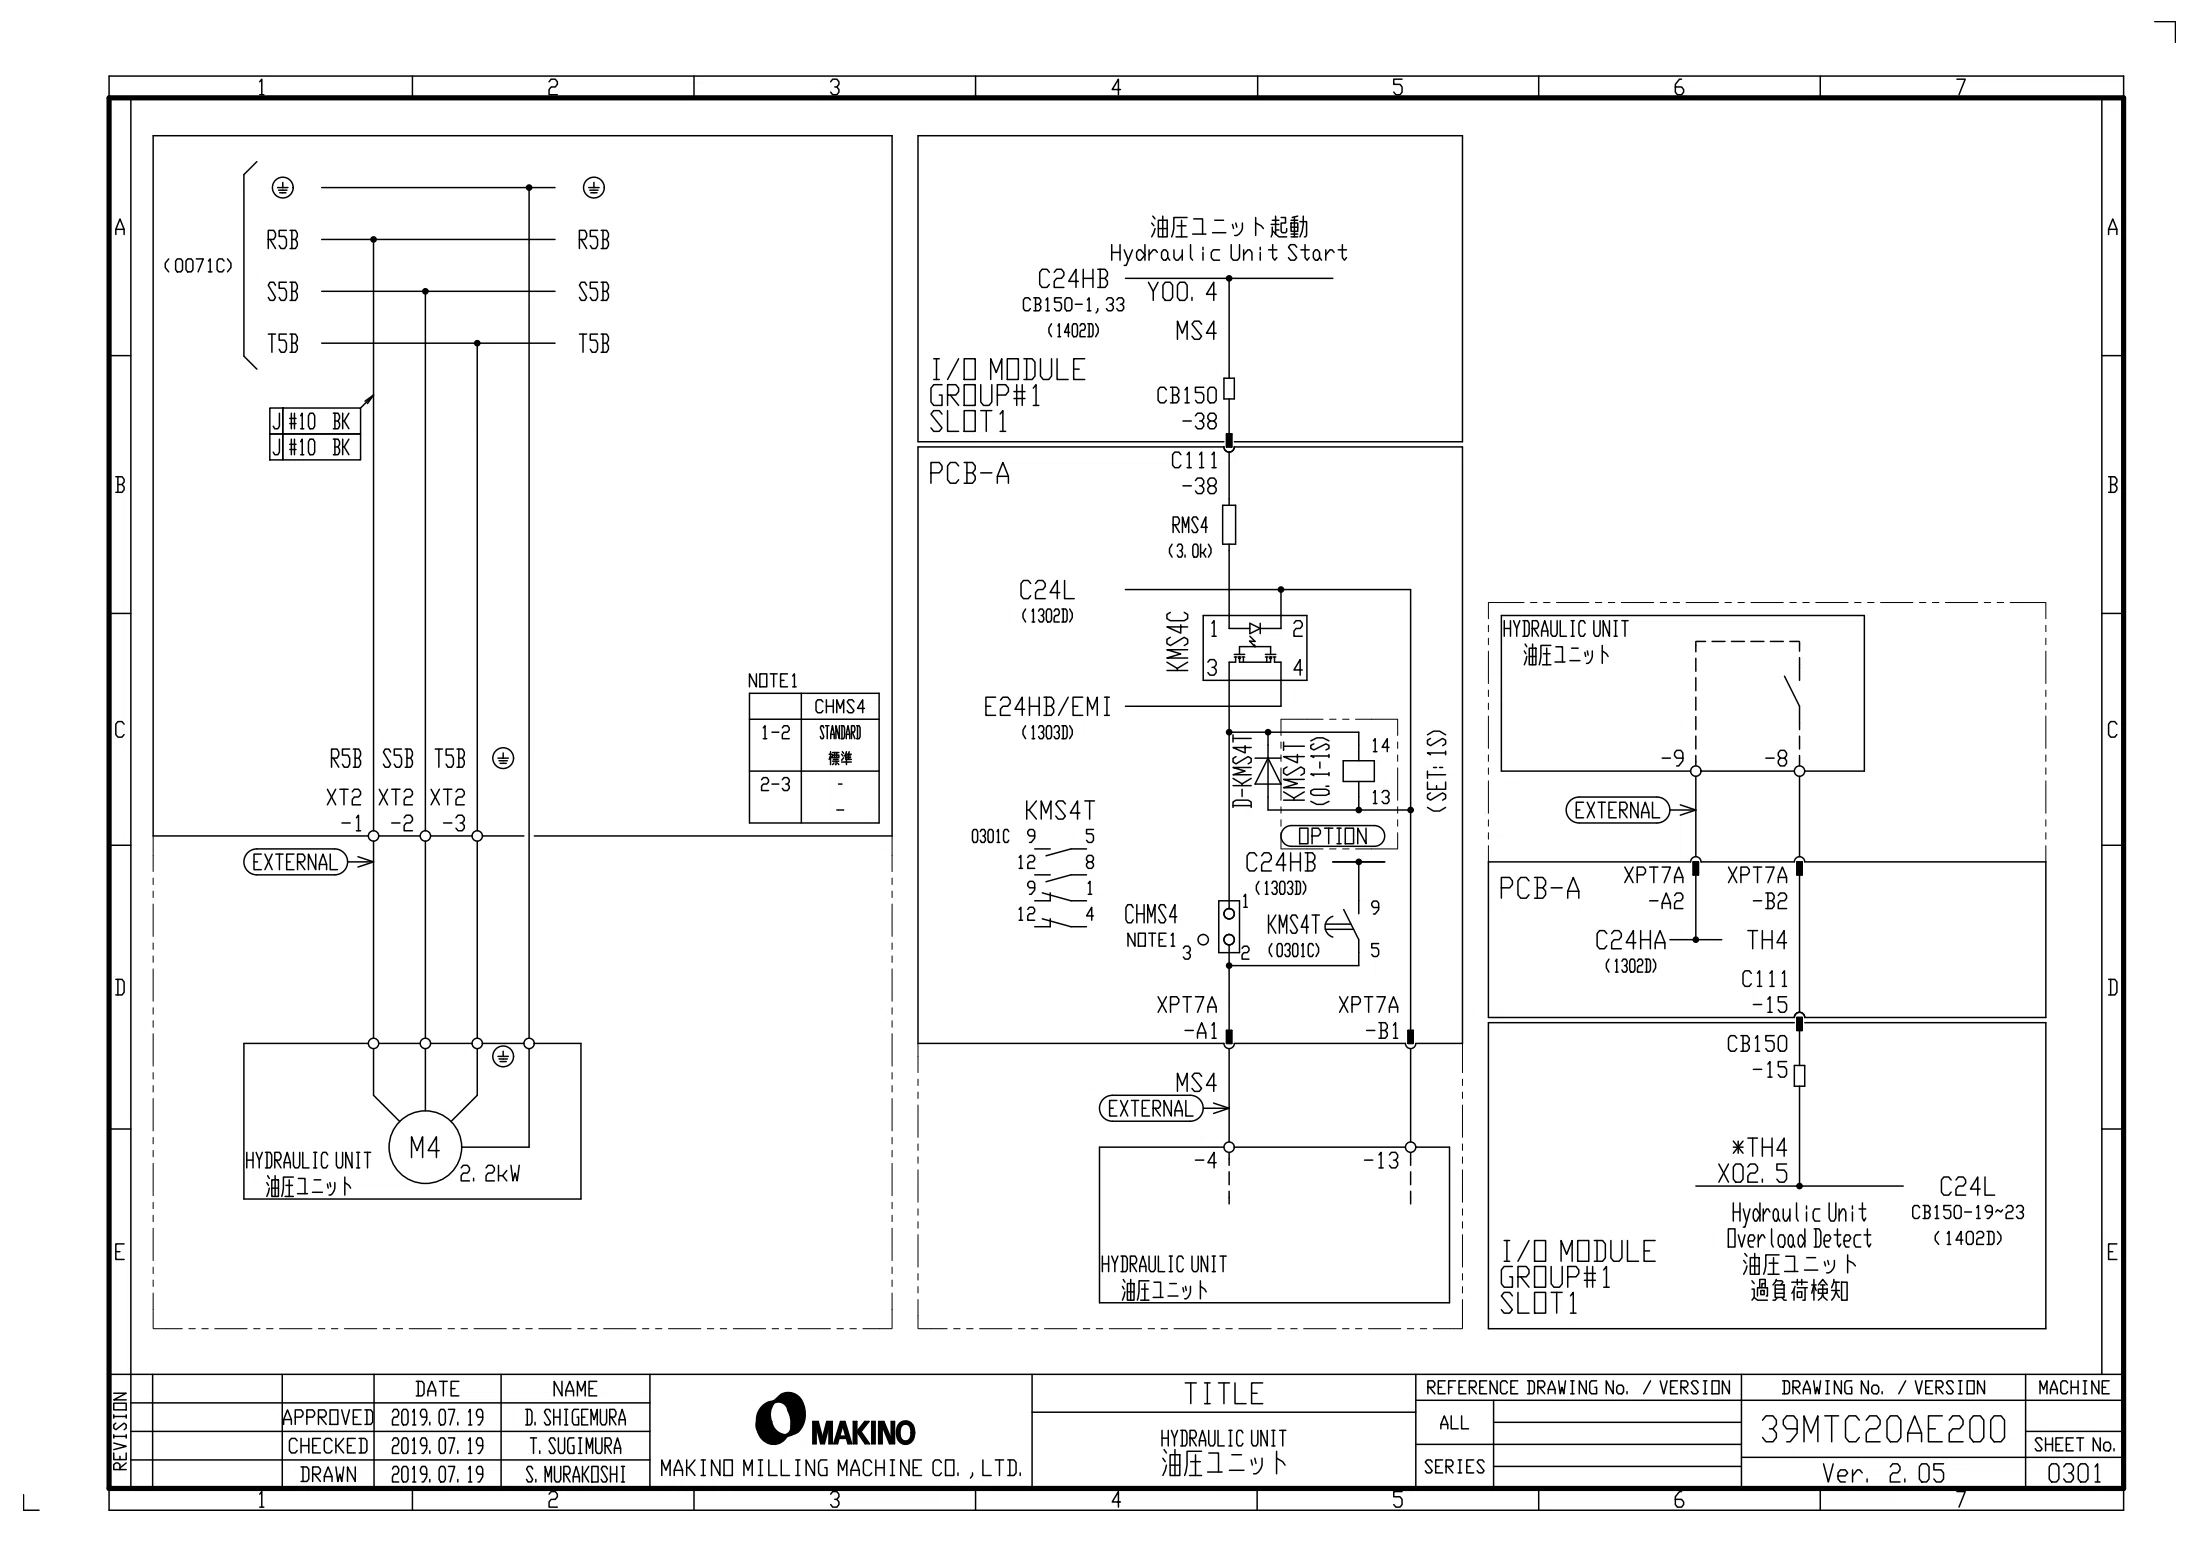 1 2 3 4 5 6 7
A
B
C
D
E
(0071C)
R5B R5B
S5B S5B
T5B T5B
J #10 BK
J #10 BK
NOTE1
CHMS4
1-2 STANDARD
標準
2-3 -
-
R5B S5B T5B
XT2 XT2 XT2
-1 -2 -3
EXTERNAL
M4
2.2kW
HYDRAULIC UNIT
油圧ユニット
油圧ユニット起動
Hydraulic Unit Start
C24HB
CB150-1,33
(1402D)
Y00.4
MS4
I/O MODULE
GROUP#1
SLOT1
CB150
-38
PCB-A
C111
-38
RMS4
(3.0k)
C24L
(1302D)
KMS4C
1 2
3 4
E24HB/EMI
(1303D)
D-KMS4T
KMS4T
(0.1-1S)
14
13
(SET:1S)
OPTION
KMS4T
0301C 9 5
12 8
9 1
12 4
C24HB
(1303D)
CHMS4
NOTE1
1
2
3
KMS4T
(0301C)
9
5
XPT7A XPT7A
-A1 -B1
MS4
EXTERNAL
-4 -13
HYDRAULIC UNIT
油圧ユニット
HYDRAULIC UNIT
油圧ユニット
-9 -8
EXTERNAL
PCB-A
XPT7A XPT7A
-A2 -B2
C24HA
(1302D)
TH4
C111
-15
CB150
-15
*TH4
X02.5
C24L
CB150-19~23
(1402D)
Hydraulic Unit
Overload Detect
油圧ユニット
過負荷検知
I/O MODULE
GROUP#1
SLOT1
A
B
C
D
E
REVISION
DATE NAME
APPROVED 2019.07.19 D. SHIGEMURA
CHECKED 2019.07.19 T. SUGIMURA
DRAWN 2019.07.19 S. MURAKOSHI
MAKINO
MAKINO MILLING MACHINE CO.,LTD.
TITLE
HYDRAULIC UNIT
油圧ユニット
REFERENCE DRAWING No. / VERSION
ALL
SERIES
DRAWING No. / VERSION
39MTC20AE200
Ver. 2.05
MACHINE
SHEET No.
0301
1 2 3 4 5 6 7